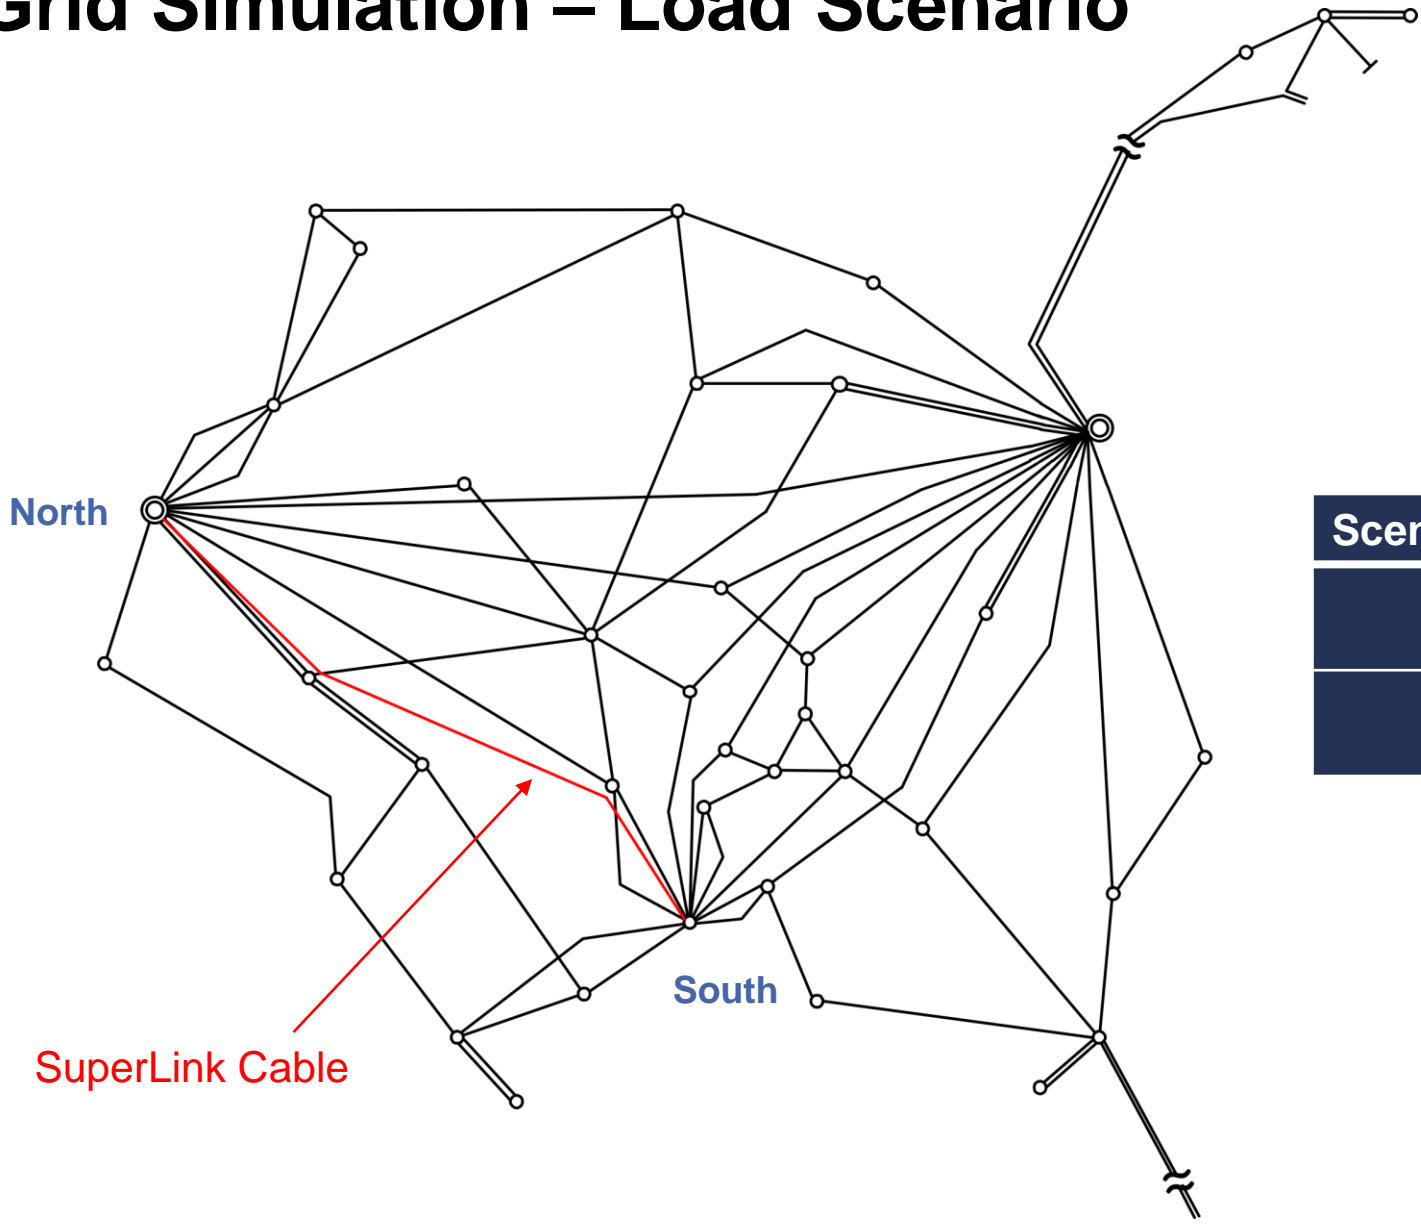 Grid Simulation – Load Scenario
North
Scen
South
SuperLink Cable